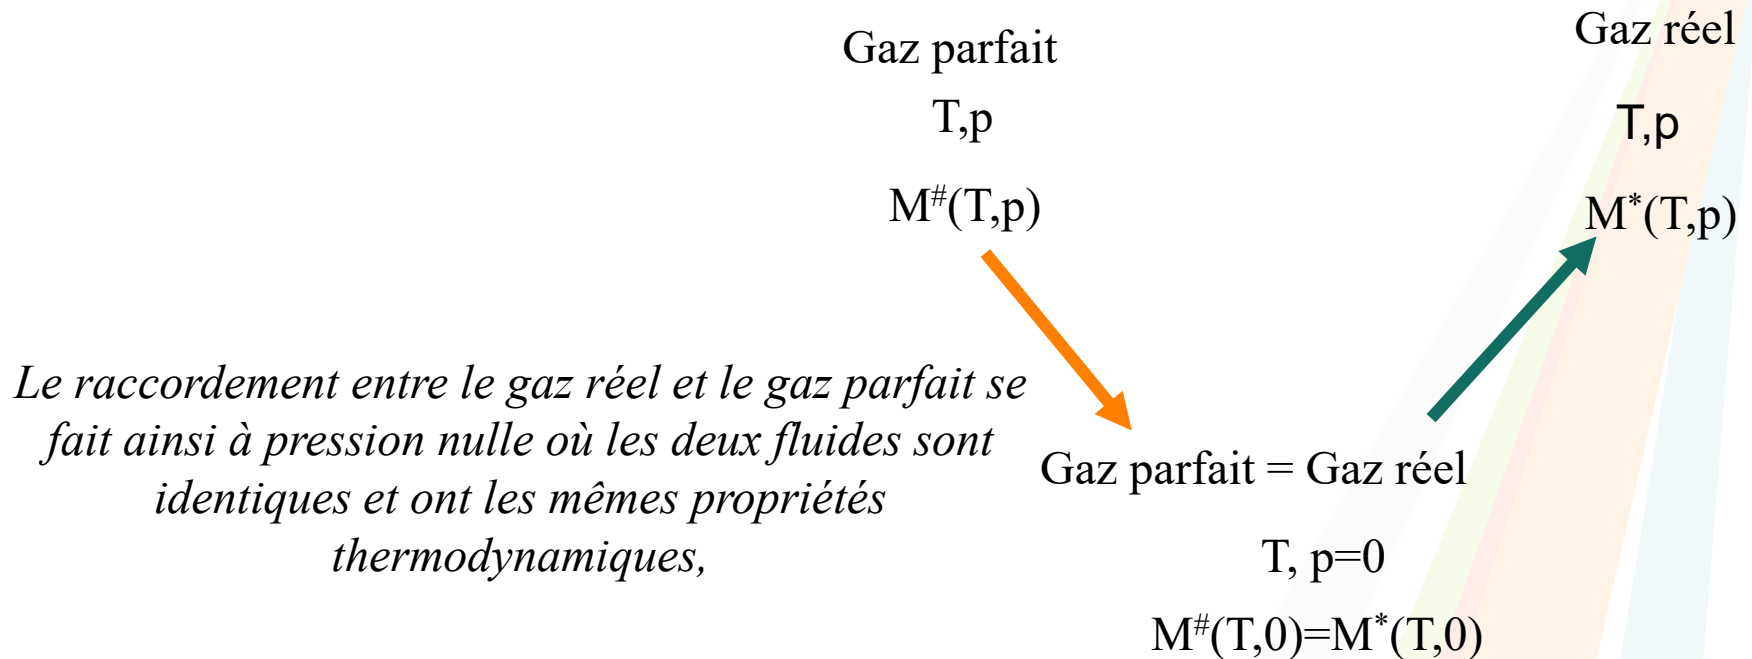 Gaz parfait
T,p
M#(T,p)
Gaz réel
T,p
M*(T,p)
Le raccordement entre le gaz réel et le gaz parfait se
fait ainsi à pression nulle où les deux fluides sont
identiques et ont les mêmes propriétés
thermodynamiques,
Gaz parfait = Gaz réel
T, p=0
M#(T,0)=M*(T,0)